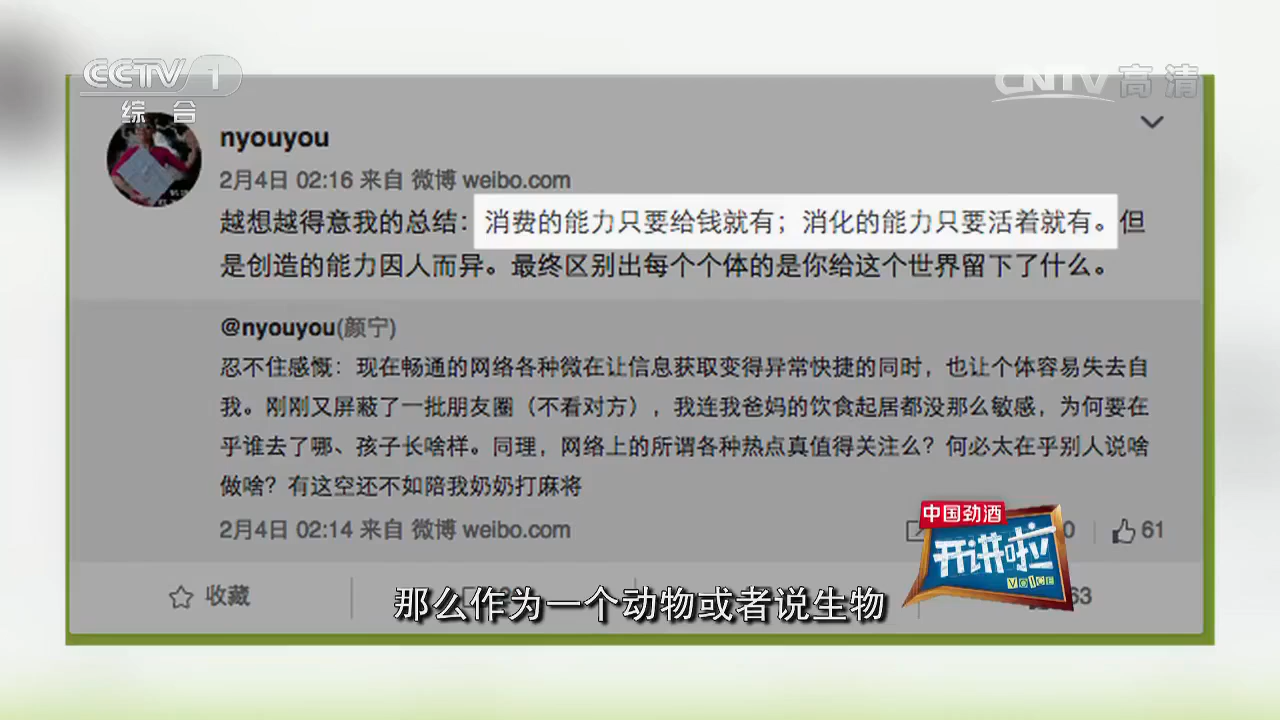 CCTV 1
综合
CNTV 高清
nyouyou
2月4日 02:16 来自 微博 weibo.com
越想越得意我的总结：消费的能力只要给钱就有；消化的能力只要活着就有。但
是创造的能力因人而异。最终区别出每个个体的是你给这个世界留下了什么。
@nyouyou(颜宁)
忍不住感慨：现在畅通的网络各种微在让信息获取变得异常快捷的同时，也让个体容易失去自
我。刚刚又屏蔽了一批朋友圈（不看对方），我连我爸妈的饮食起居都没那么敏感，为何要在
乎谁去了哪、孩子长啥样。同理，网络上的所谓各种热点真值得关注么？何必太在乎别人说啥
做啥？有这空还不如陪我奶奶打麻将
2月4日 02:14 来自 微博 weibo.com
61
中国劲酒
开讲啦
VOICE
收藏
那么作为一个动物或者说生物